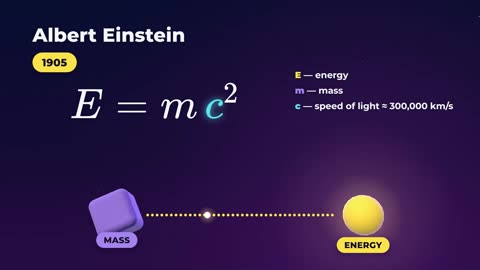 Albert Einstein
1905
E = mc²
E — energy
m — mass
c — speed of light ≈ 300,000 km/s
MASS
ENERGY